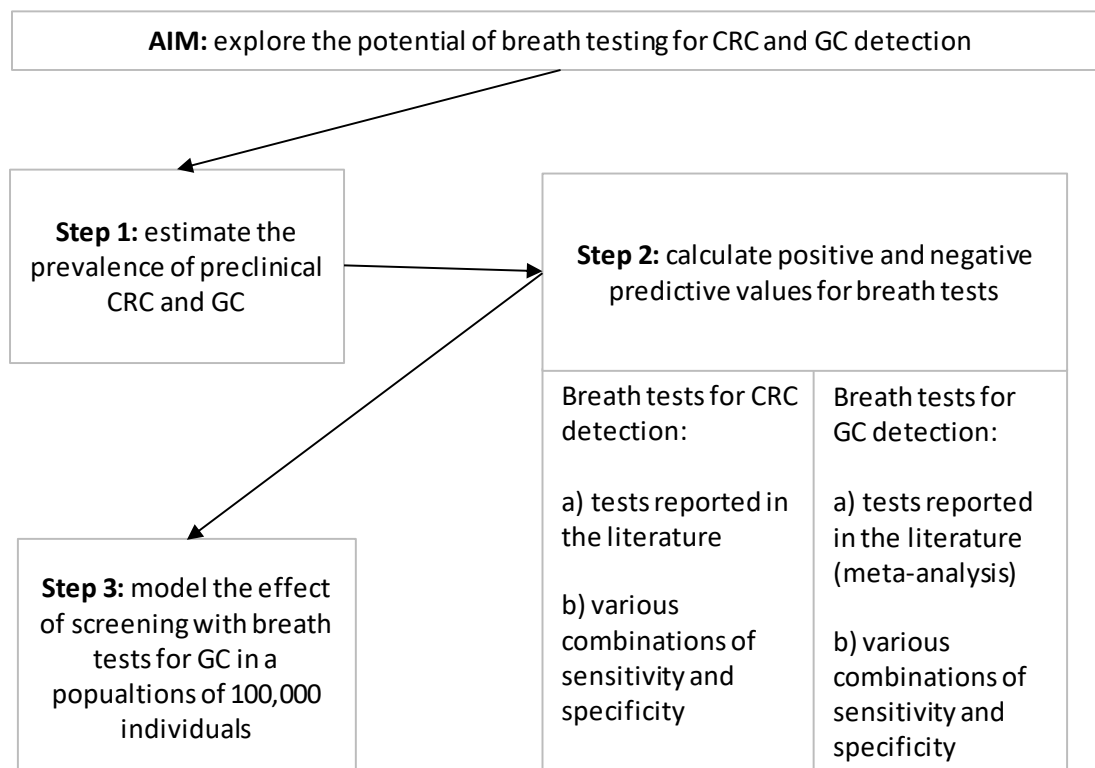 AIM: explore the potential of breath testing for CRC and GC detection
Step 1: estimate the
prevalence of preclinical
CRC and GC
Step 2: calculate positive and negative
predictive values for breath tests
Breath tests for CRC
detection:
a) tests reported in
the literature
b) various
combinations of
sensitivity and
specificity
Breath tests for
GC detection:
a) tests reported
in the literature
(meta-analysis)
b) various
combinations of
sensitivity and
specificity
Step 3: model the effect
of screening with breath
tests for GC in a
popualtions of 100,000
individuals